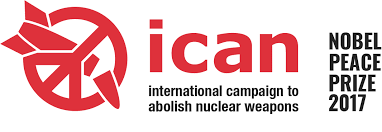 ican
international campaign to
abolish nuclear weapons
NOBEL
PEACE
PRIZE
2017